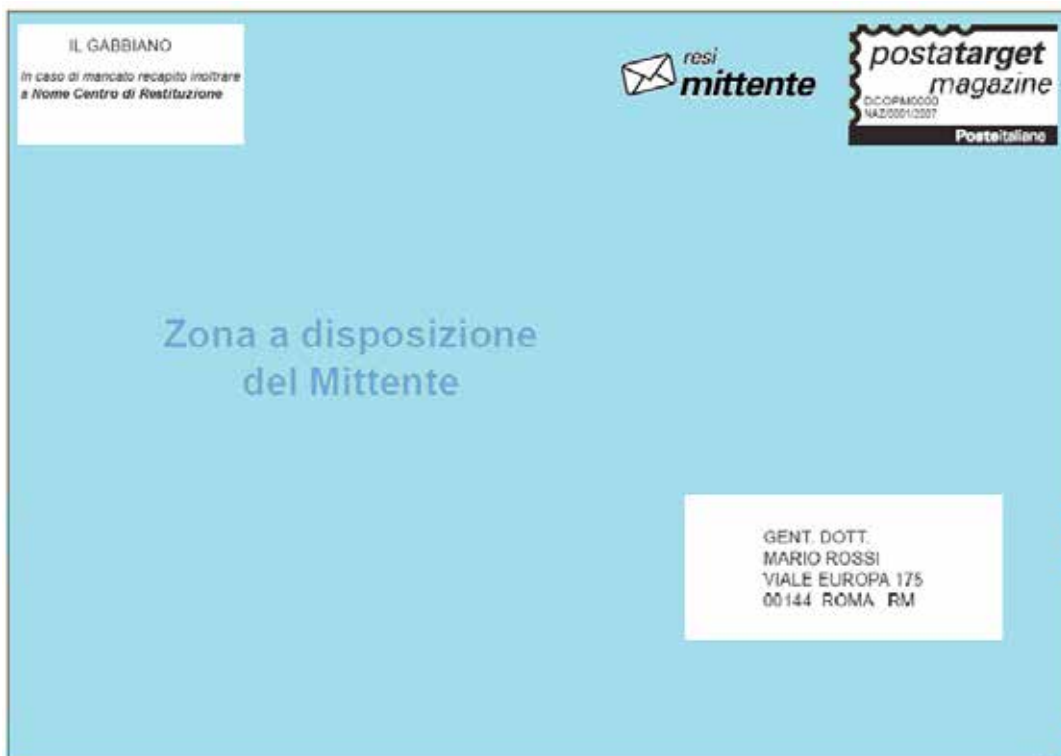 IL GABBIANO
In caso di mancato recapito inoltrare
a Nome Centro di Restituzione
resi
mittente
postatarget
magazine
DCOPM0000
NAZ/0001/2007
Posteitaliane
Zona a disposizione
del Mittente
GENT. DOTT.
MARIO ROSSI
VIALE EUROPA 175
00144 ROMA RM